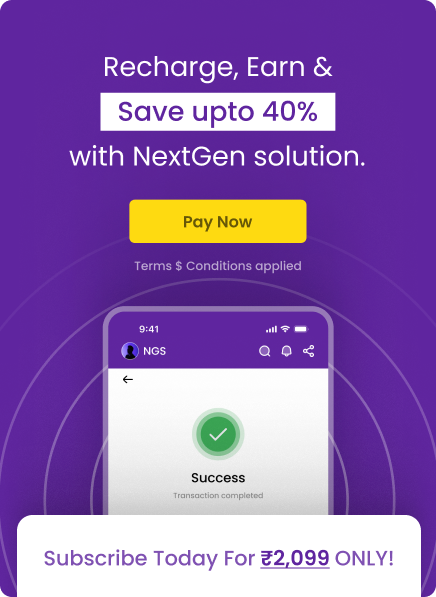 Recharge, Earn &
Save upto 40%
with NextGen solution.
Pay Now
Terms $ Conditions applied
9:41
NGS
Success
Transaction completed
Subscribe Today For ₹2,099 ONLY!